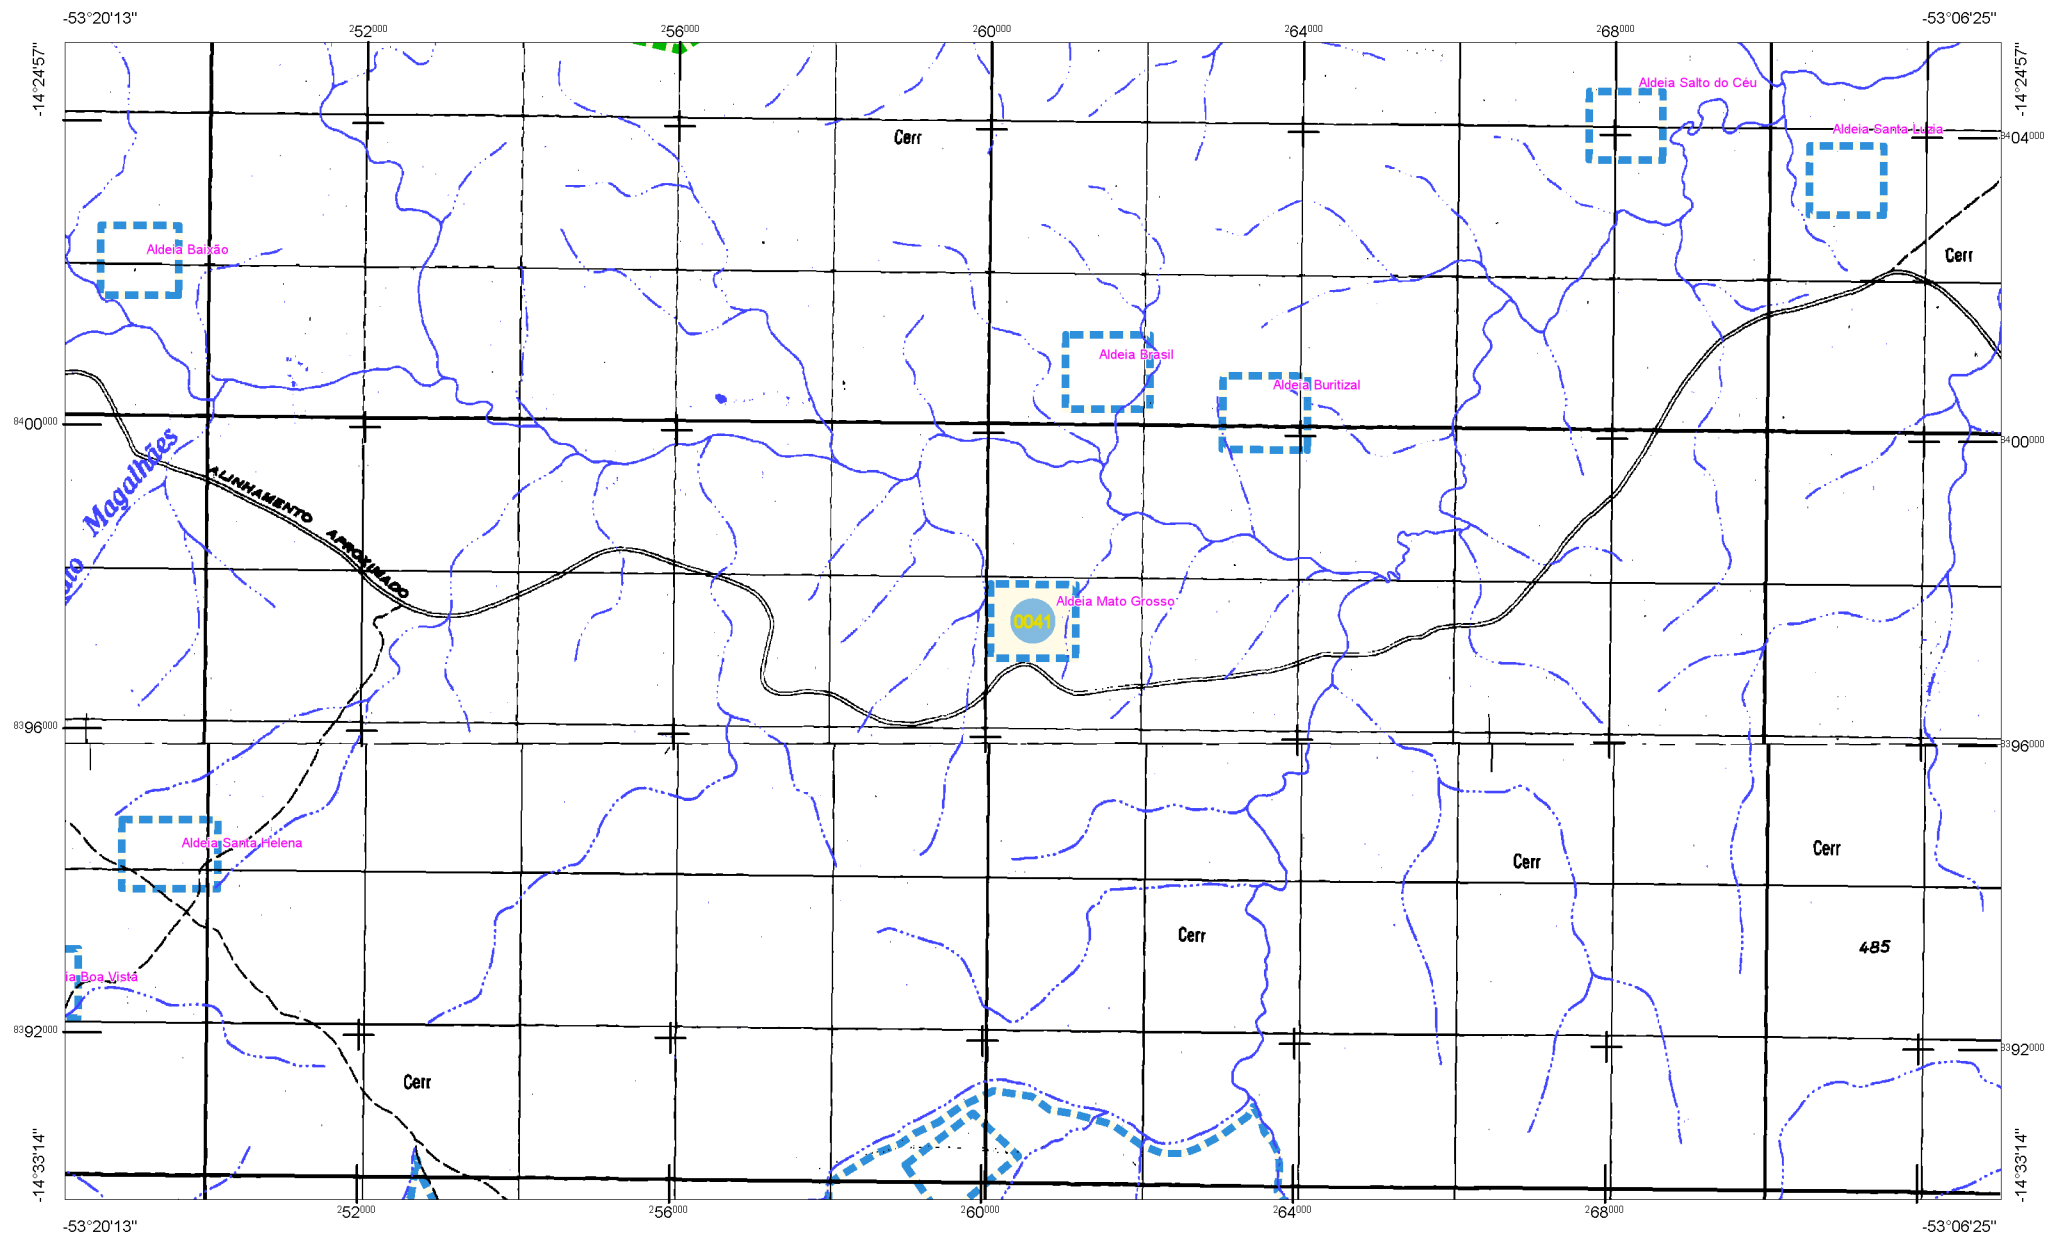 -53°20'13"
-53°06'25"
252000
256000
260000
264000
268000
-14°24'57"
-14°24'57"
Aldeia Salto do Céu
Cerr
Aldeia Santa Luzia
8404000
Aldeia Baixão
Cerr
Aldeia Brasil
Aldeia Buritizal
8400000
8400000
Magalhães
ALINHAMENTO APROXIMADO
Aldeia Mato Grosso
0041
8396000
8396000
Aldeia Santa Helena
Cerr
Cerr
Cerr
485
ia Boa Vista
8392000
8392000
Cerr
-14°33'14"
-14°33'14"
252000
256000
260000
264000
268000
-53°20'13"
-53°06'25"